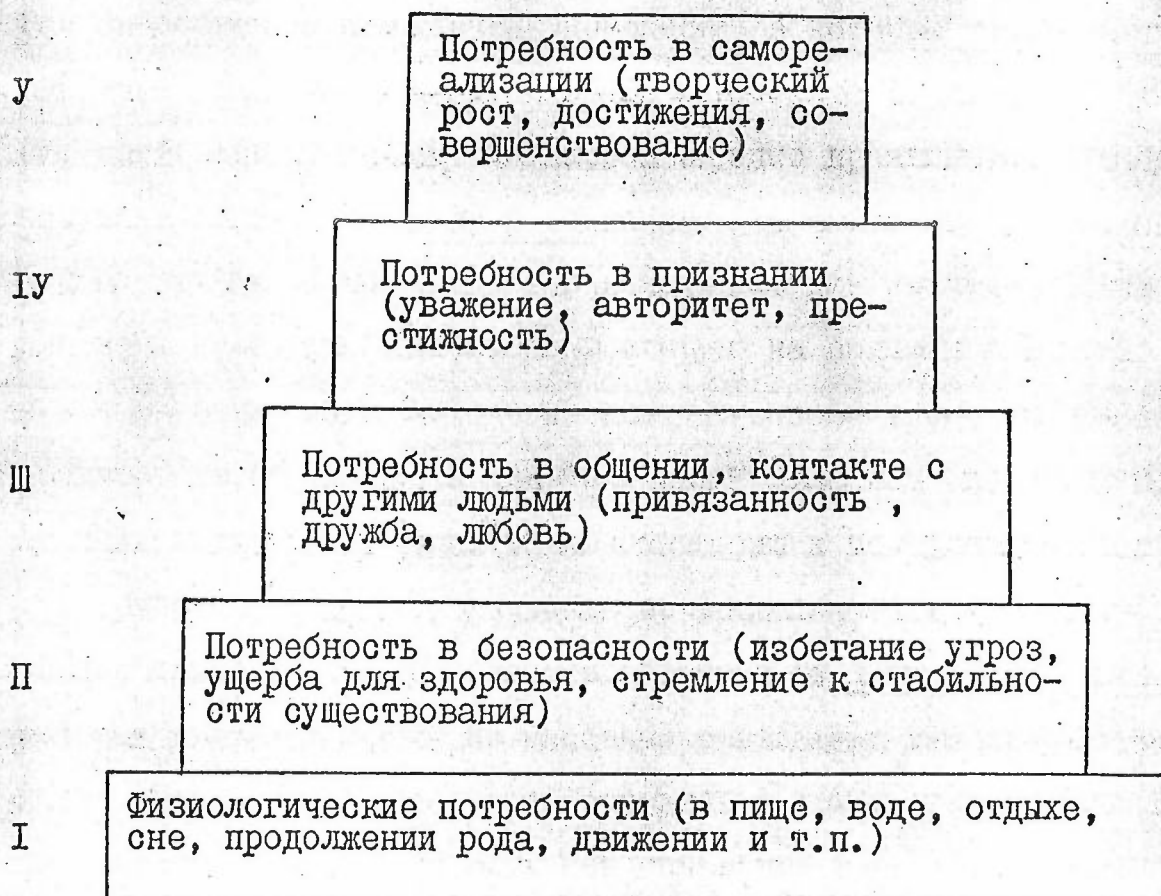 Потребность в саморе-
ализации (творческий
рост, достижения, со-
вершенствование)
У
Потребность в признании
(уважение, авторитет, пре-
стижность)
ІУ
Потребность в общении, контакте с
другими людьми (привязанность ,
дружба, любовь)
Ш
Потребность в безопасности (избегание угроз,
ущерба для здоровья, стремление к стабильно-
сти существования)
П
Физиологические потребности (в пище, воде, отдыхе,
сне, продолжении рода, движении и т.п.)
І